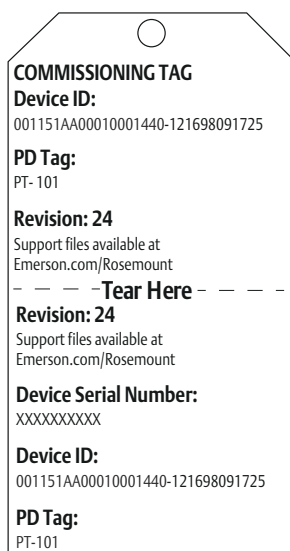 COMMISSIONING TAG
Device ID:
001151AA00010001440-121698091725
PD Tag:
PT- 101
Revision: 24
Support files available at
Emerson.com/Rosemount
Tear Here
Revision: 24
Support files available at
Emerson.com/Rosemount
Device Serial Number:
XXXXXXXXXX
Device ID:
001151AA00010001440-121698091725
PD Tag:
PT-101